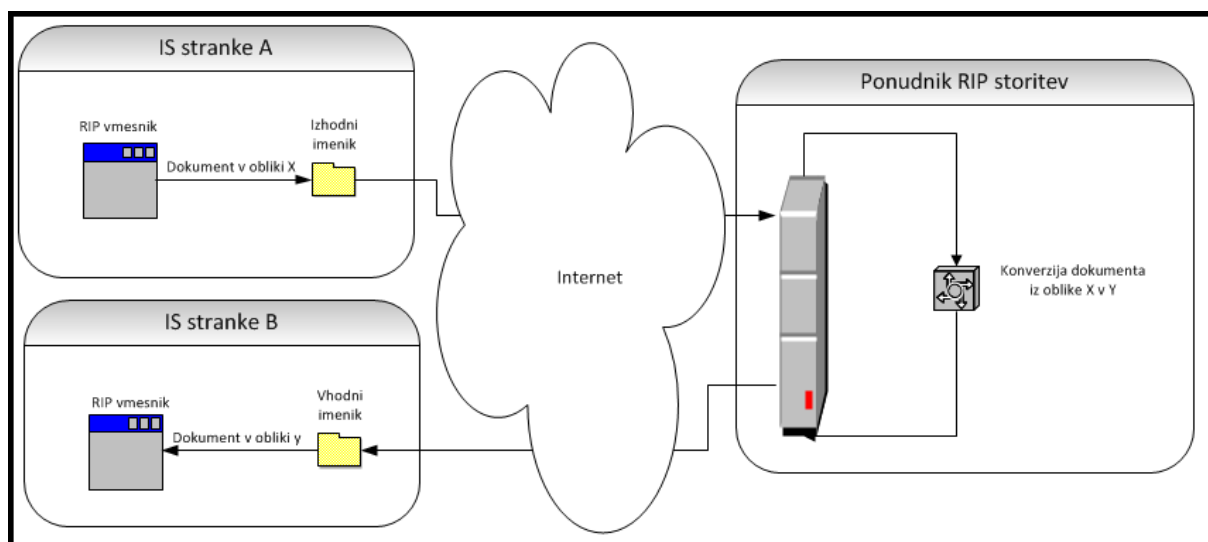 IS stranke A
RIP vmesnik
Izhodni
imenik
Dokument v obliki X
IS stranke B
RIP vmesnik
Vhodni
imenik
Dokument v obliki y
Internet
Ponudnik RIP storitev
Konverzija dokumenta
iz oblike X v Y